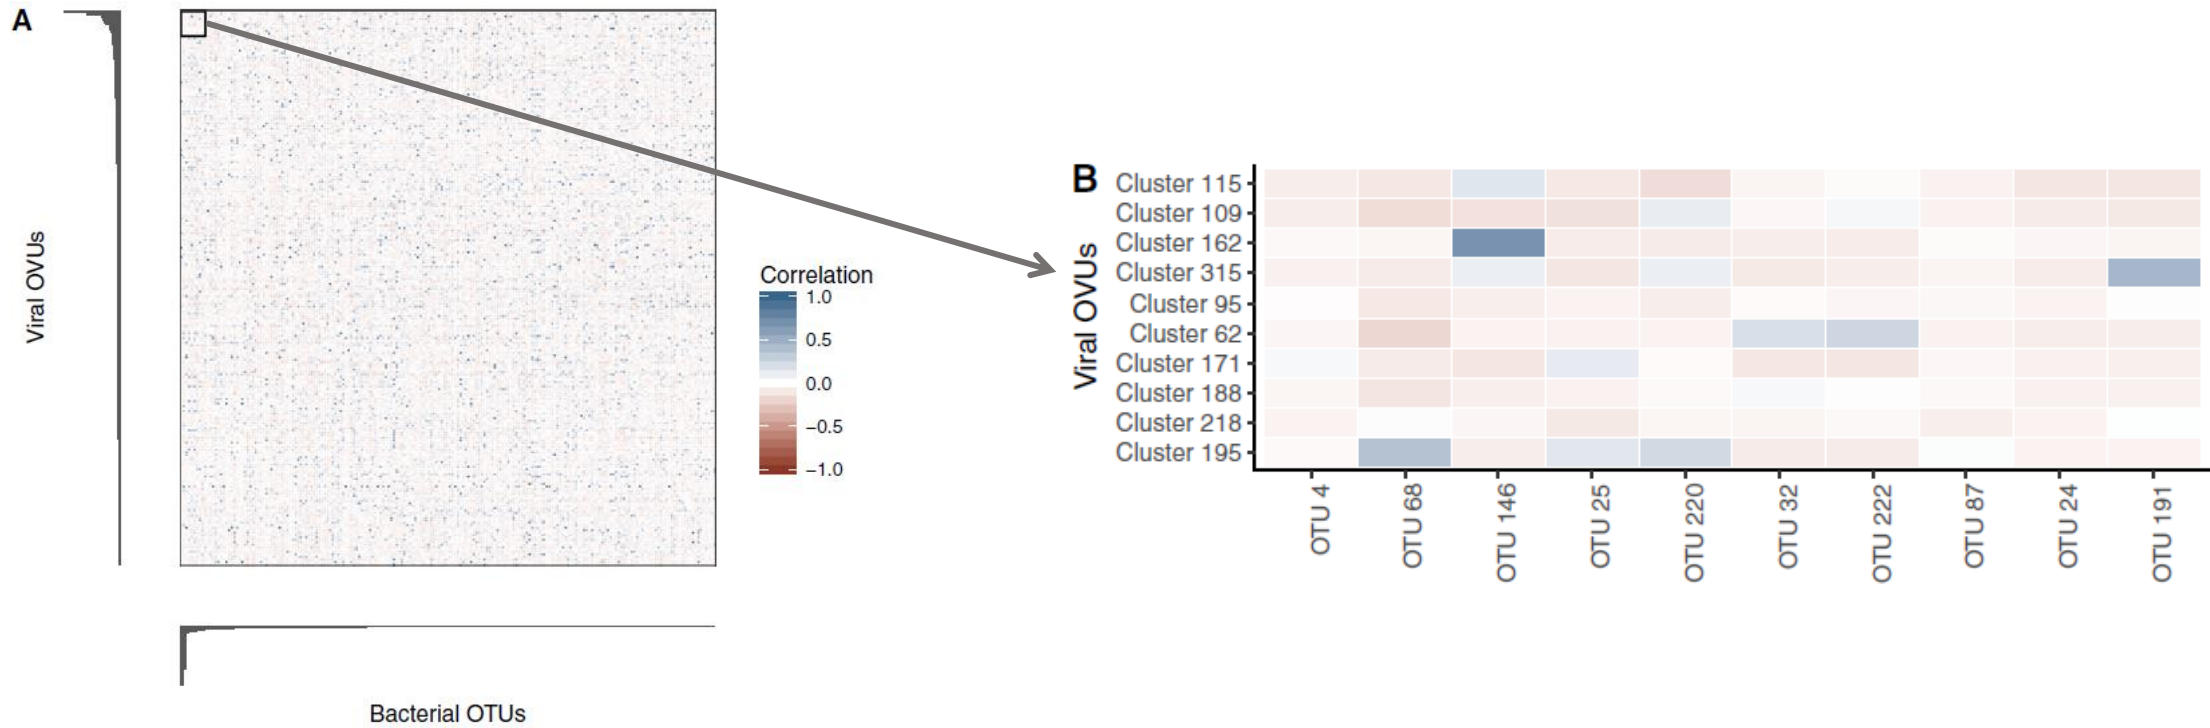 A
Viral OVUs
Bacterial OTUs
Correlation
1.0
0.5
0.0
−0.5
−1.0
B
Viral OVUs
Cluster 115
Cluster 109
Cluster 162
Cluster 315
Cluster 95
Cluster 62
Cluster 171
Cluster 188
Cluster 218
Cluster 195
OTU 4
OTU 68
OTU 146
OTU 25
OTU 220
OTU 32
OTU 222
OTU 87
OTU 24
OTU 191